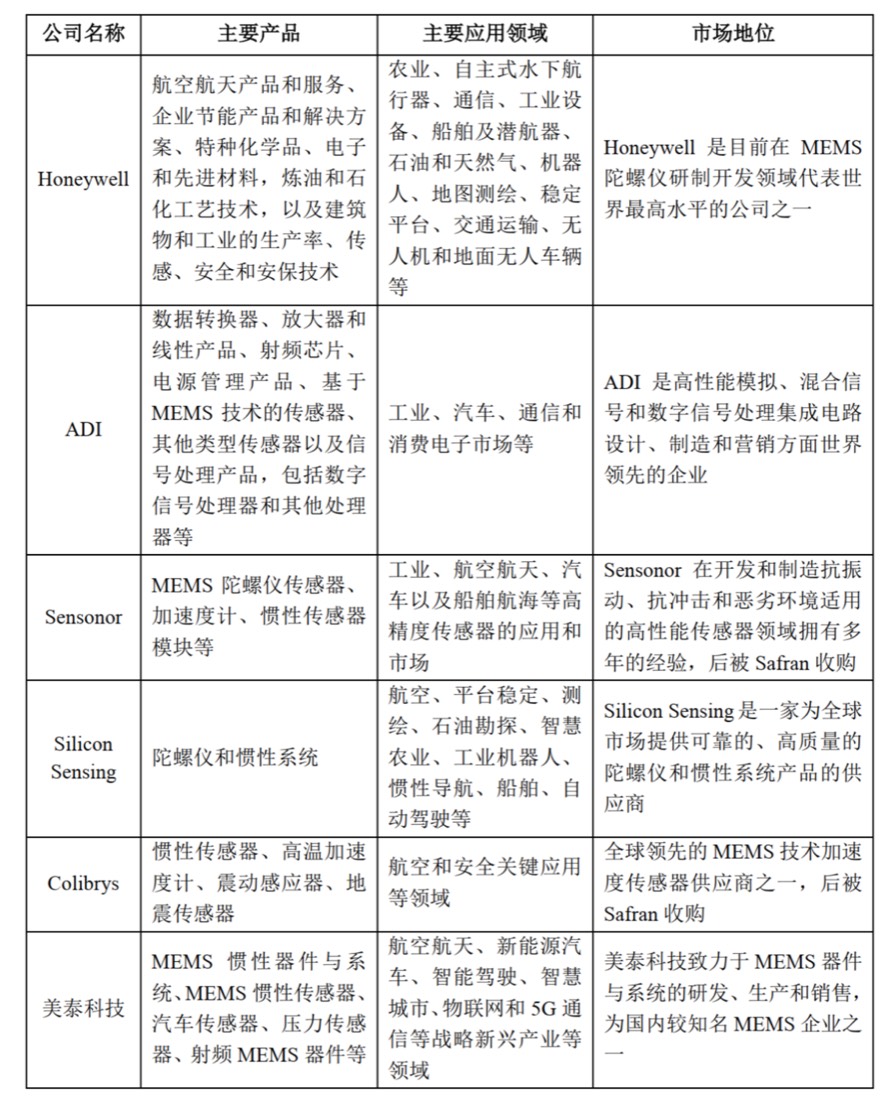 公司名称 主要产品 主要应用领域 市场地位
Honeywell
航空航天产品和服务、
企业节能产品和解决方
案、特种化学品、电子
和先进材料，炼油和石
化工艺技术，以及建筑
物和工业的生产率、传
感、安全和安保技术
农业、自主式水下航
行器、通信、工业设
备、船舶及潜航器、
石油和天然气、机器
人、地图测绘、稳定
平台、交通运输、无
人机和地面无人车辆
等
Honeywell 是目前在 MEMS
陀螺仪研制开发领域代表世
界最高水平的公司之一
ADI
数据转换器、放大器和
线性产品、射频芯片、
电源管理产品、基于
MEMS 技术的传感器、
其他类型传感器以及信
号处理产品，包括数字
信号处理器和其他处理
器等
工业、汽车、通信和
消费电子市场等
ADI 是高性能模拟、混合信
号和数字信号处理集成电路
设计、制造和营销方面世界
领先的企业
Sensonor
MEMS 陀螺仪传感器、
加速度计、惯性传感器
模块等
工业、航空航天、汽
车以及船舶航海等高
精度传感器的应用和
市场
Sensonor 在开发和制造抗振
动、抗冲击和恶劣环境适用
的高性能传感器领域拥有多
年的经验，后被 Safran 收购
Silicon
Sensing
陀螺仪和惯性系统
航空、平台稳定、测
绘、石油勘探、智慧
农业、工业机器人、
惯性导航、船舶、自
动驾驶等
Silicon Sensing 是一家为全球
市场提供可靠的、高质量的
陀螺仪和惯性系统产品的供
应商
Colibrys
惯性传感器、高温加速
度计、震动感应器、地
震传感器
航空和安全关键应用
等领域
全球领先的 MEMS 技术加速
度传感器供应商之一，后被
Safran 收购
美泰科技
MEMS 惯性器件与系
统、MEMS 惯性传感器、
汽车传感器、压力传感
器、射频 MEMS 器件等
航空航天、新能源汽
车、智能驾驶、智慧
城市、物联网和 5G 通
信等战略新兴产业等
领域
美泰科技致力于 MEMS 器件
与系统的研发、生产和销售，
为国内较知名 MEMS 企业之
一